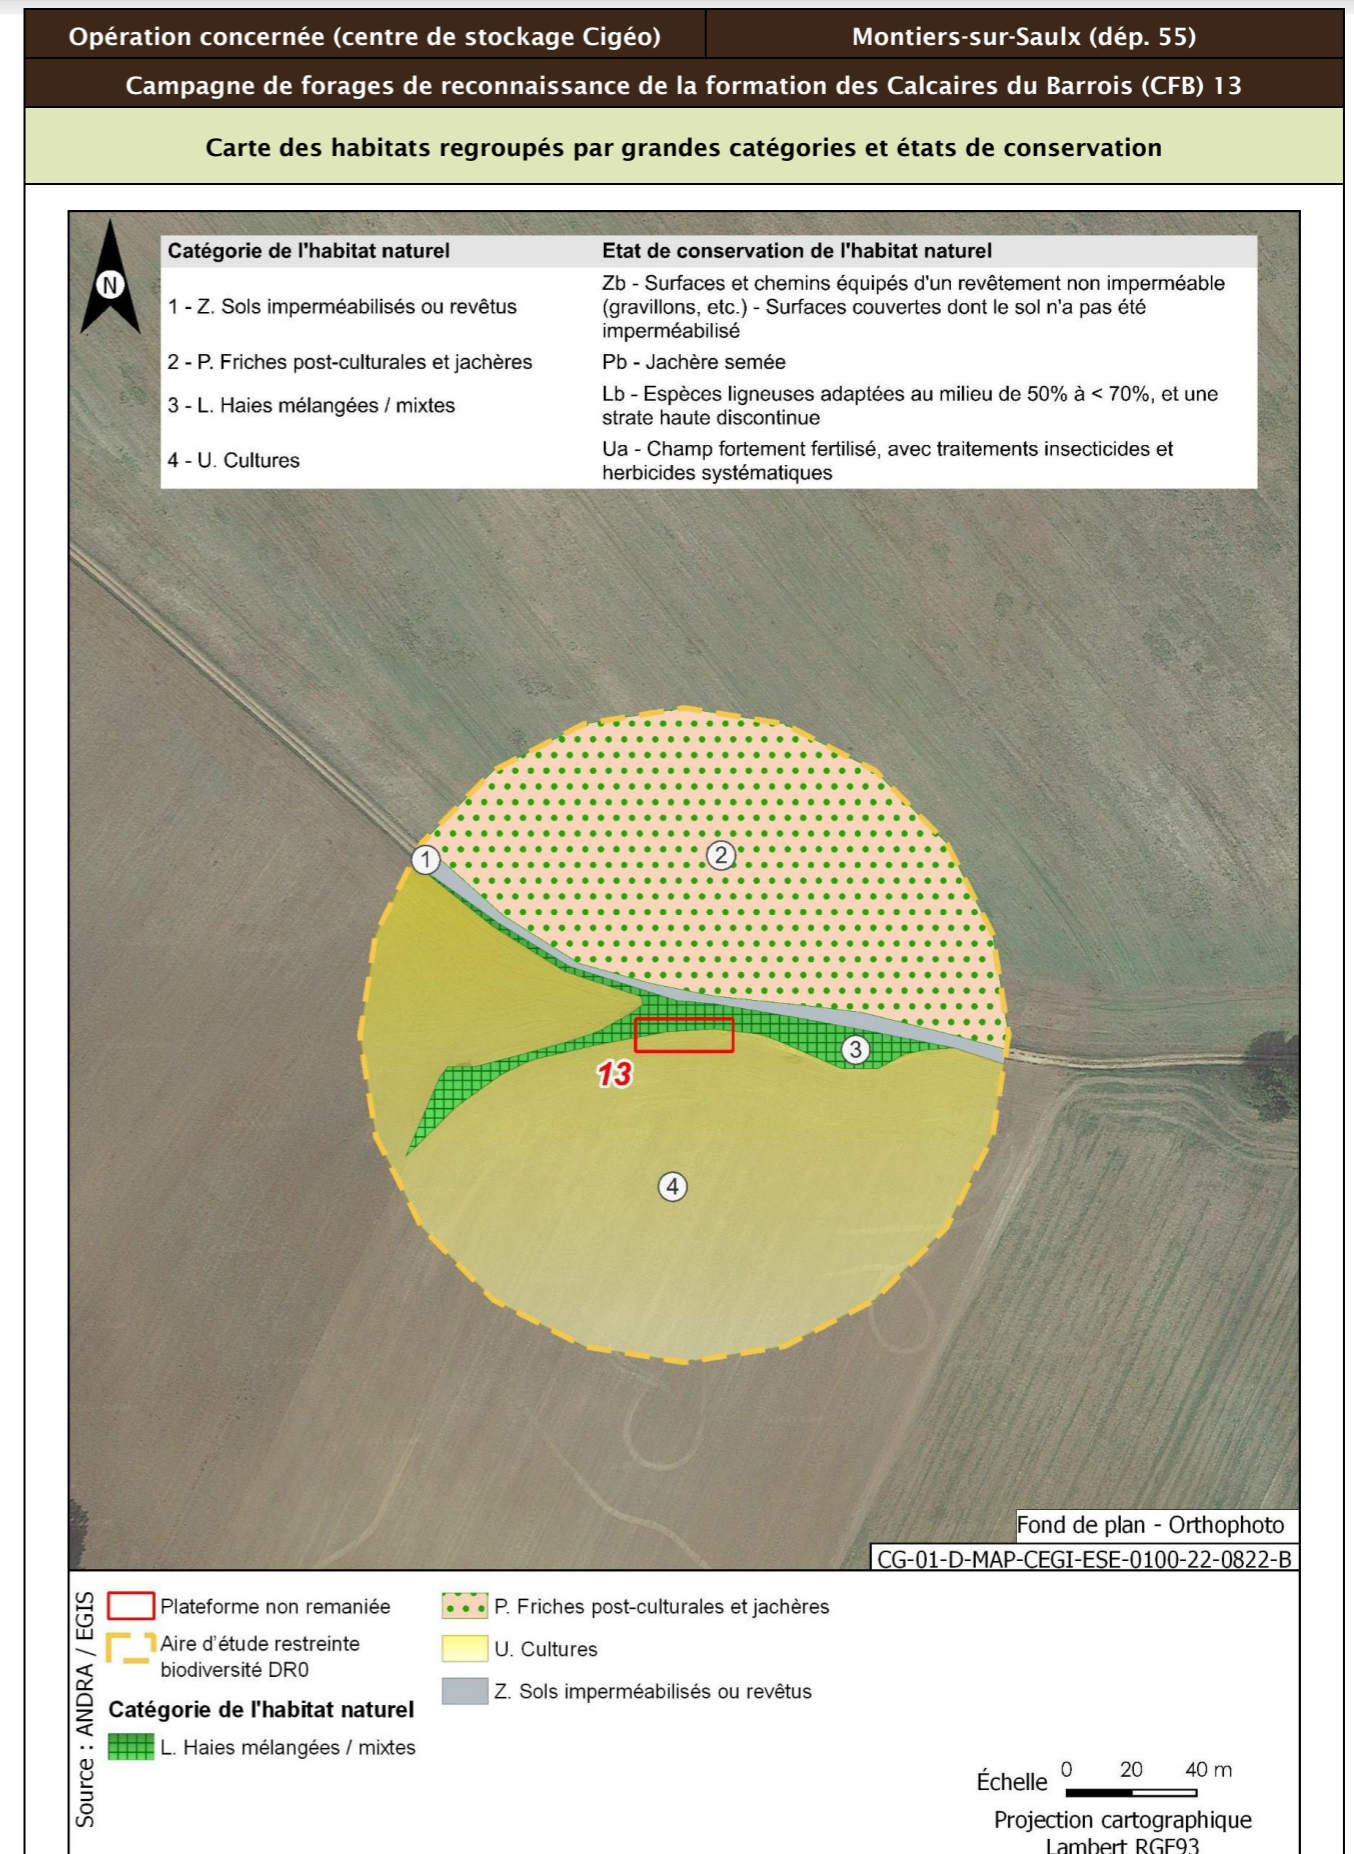 Opération concernée (centre de stockage Cigéo)
Montiers-sur-Saulx (dép. 55)
Campagne de forages de reconnaissance de la formation des Calcaires du Barrois (CFB) 13
Carte des habitats regroupés par grandes catégories et états de conservation
N
Catégorie de l'habitat naturel
Etat de conservation de l'habitat naturel
1 - Z. Sols imperméabilisés ou revêtus
Zb - Surfaces et chemins équipés d'un revêtement non imperméable
(gravillons, etc.) - Surfaces couvertes dont le sol n'a pas été
imperméabilisé
2 - P. Friches post-culturales et jachères
Pb - Jachère semée
3 - L. Haies mélangées / mixtes
Lb - Espèces ligneuses adaptées au milieu de 50% à < 70%, et une
strate haute discontinue
4 - U. Cultures
Ua - Champ fortement fertilisé, avec traitements insecticides et
herbicides systématiques
1
2
3
13
4
Fond de plan - Orthophoto
CG-01-D-MAP-CEGI-ESE-0100-22-0822-B
Source : ANDRA / EGIS
Plateforme non remaniée
Aire d'étude restreinte
biodiversité DR0
Catégorie de l'habitat naturel
L. Haies mélangées / mixtes
P. Friches post-culturales et jachères
U. Cultures
Z. Sols imperméabilisés ou revêtus
Échelle
0 20 40 m
Projection cartographique
Lambert RGF93